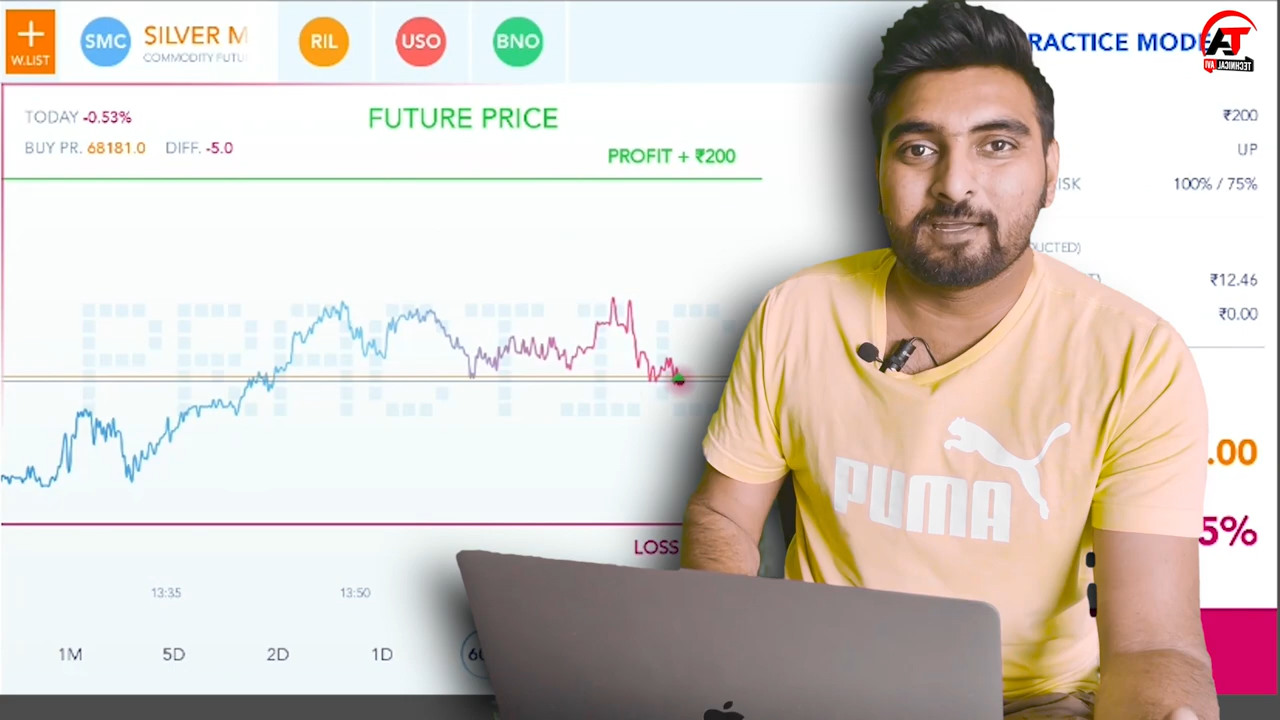 +
W.LIST
SMC
SILVER M
COMMODITY FUTU
RIL
USO
BNO
RACTICE MODE
AT
TECHNICAL AVI
TODAY -0.53%
BUY PR. 68181.0 DIFF. -5.0
FUTURE PRICE
PROFIT + ₹200
₹200
UP
ISK 100% / 75%
UCTED)
₹12.46
₹0.00
.00
5%
LOSS
PUMA
13:35
13:50
1M
5D
2D
1D